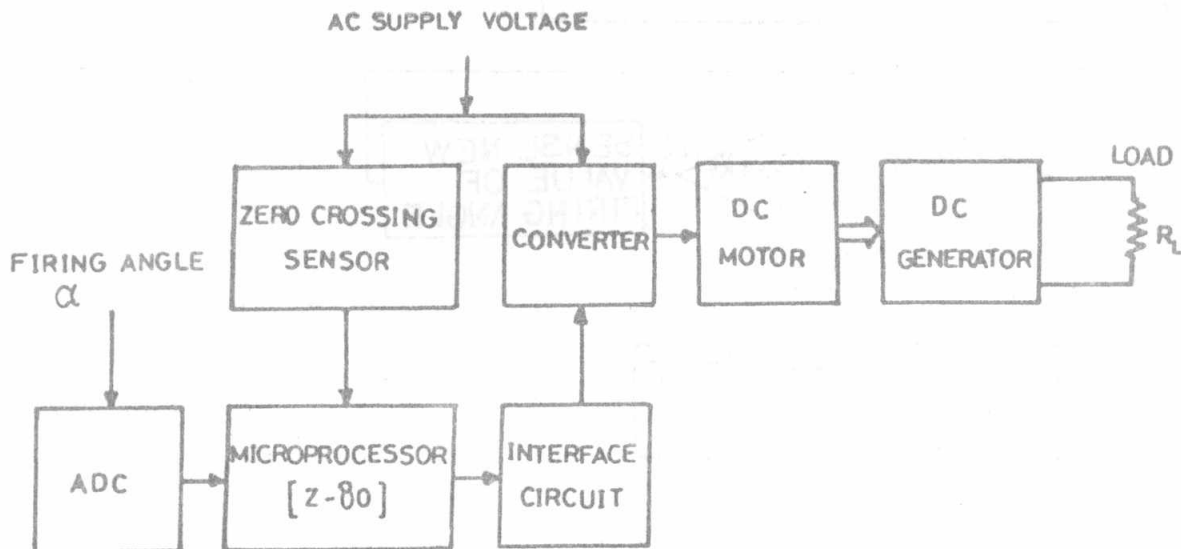 AC SUPPLY VOLTAGE
ZERO CROSSING
SENSOR
CONVERTER
DC
MOTOR
DC
GENERATOR
LOAD
R_L
FIRING ANGLE
α
ADC
MICROPROCESSOR
[Z-80]
INTERFACE
CIRCUIT